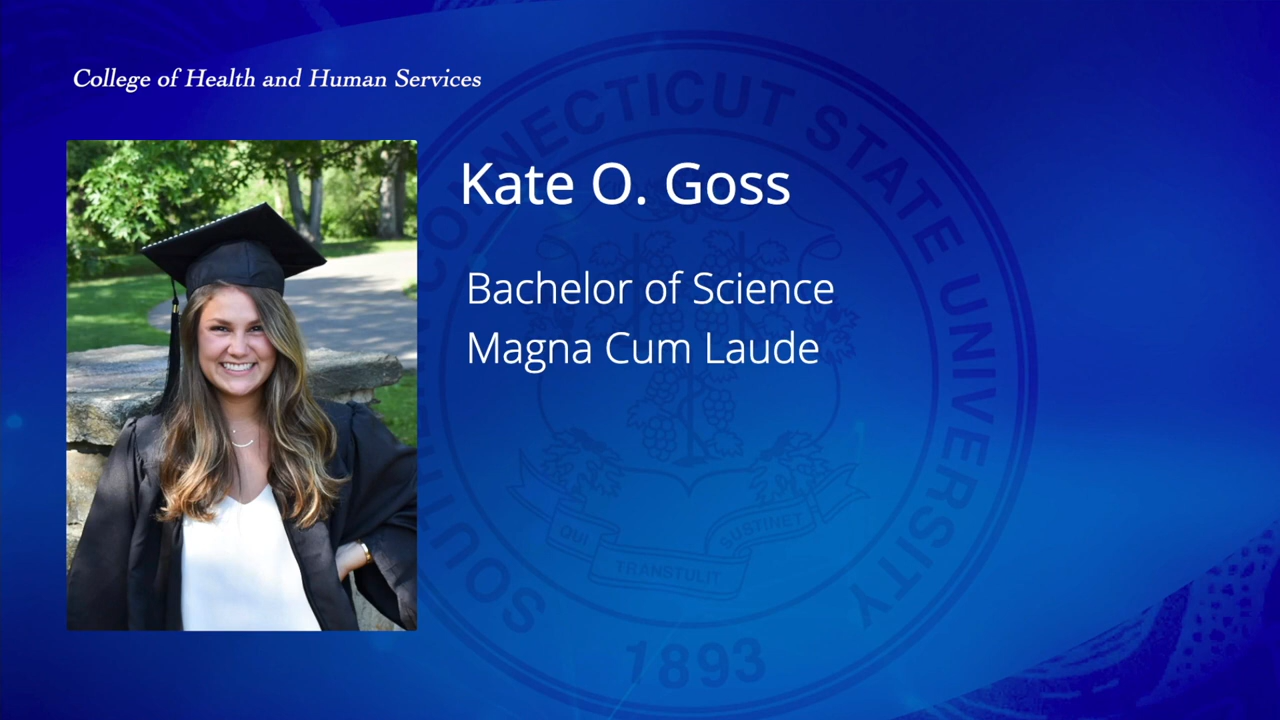 College of Health and Human Services
Kate O. Goss
Bachelor of Science
Magna Cum Laude
SOUTHERN CONNECTICUT STATE UNIVERSITY
QUI TRANSTULIT SUSTINET
1893